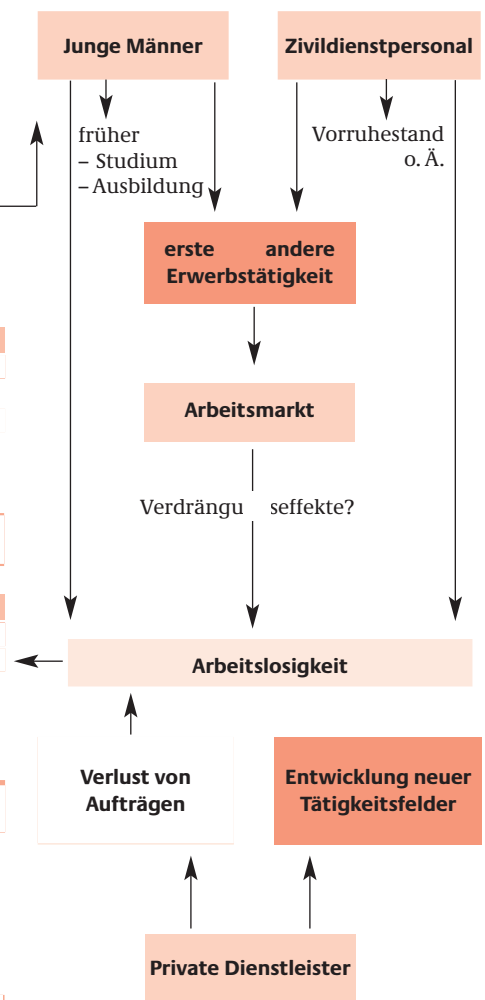 Junge Männer
Zivildienstpersonal
früher
– Studium
– Ausbildung
Vorruhestand
o. Ä.
erste andere
Erwerbstätigkeit
Arbeitsmarkt
Verdrängu seffekte?
Arbeitslosigkeit
Verlust von
Aufträgen
Entwicklung neuer
Tätigkeitsfelder
Private Dienstleister